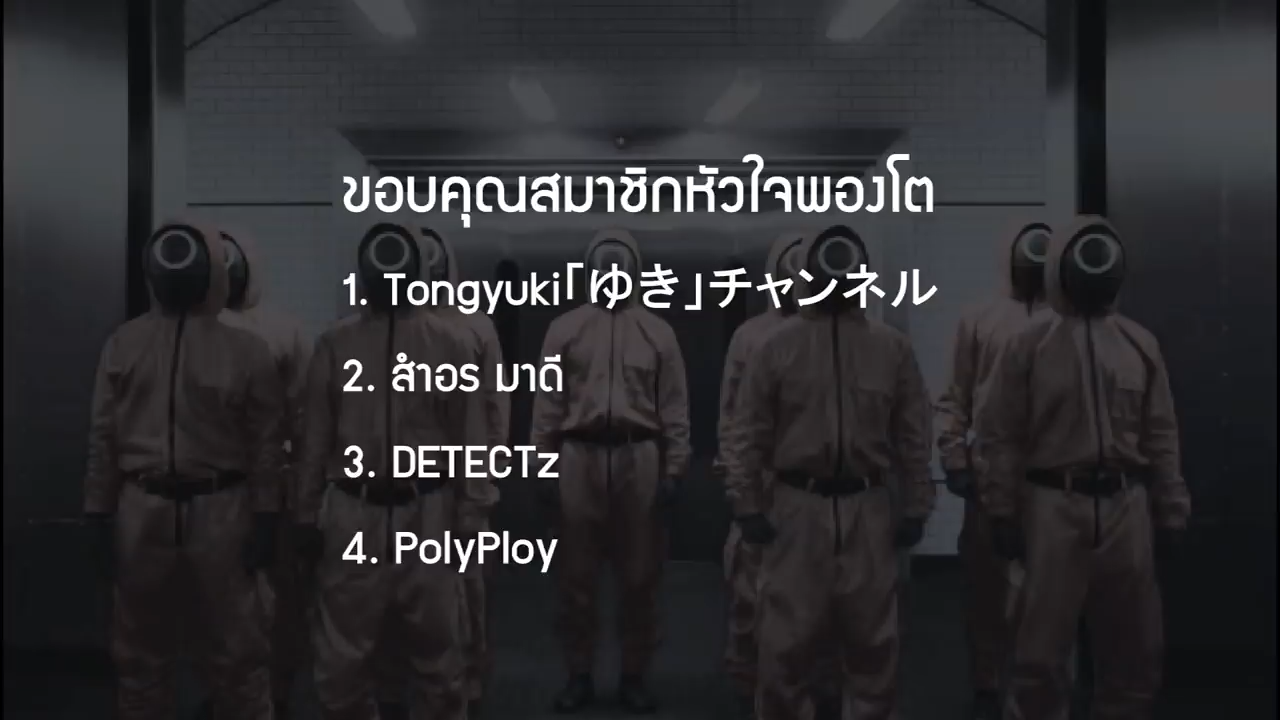 ขอบคุณสมาชิกหัวใจพองโต
1. Tongyuki「ゆき」チャンネル
2. สำอร มาดี
3. DETECTz
4. PolyPloy